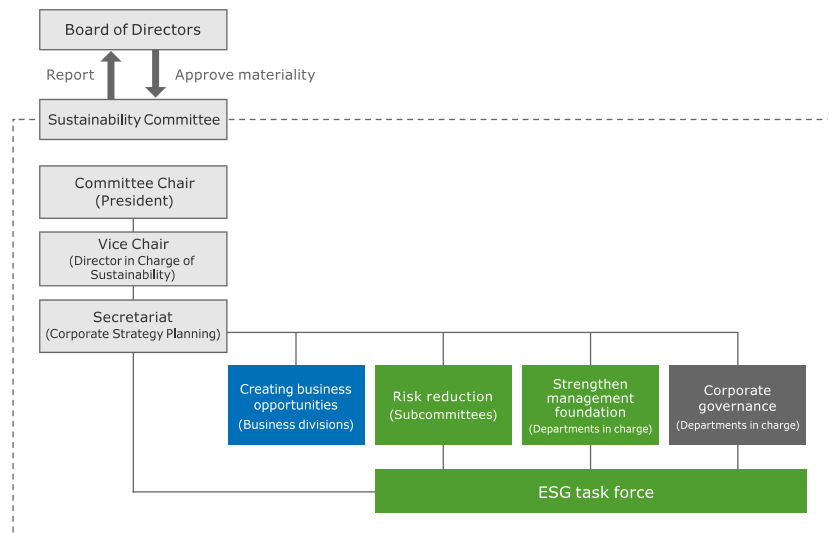 Board of Directors
Report
Approve materiality
Sustainability Committee
Committee Chair
(President)
Vice Chair
(Director in Charge of
Sustainability)
Secretariat
(Corporate Strategy Planning)
Creating business
opportunities
(Business divisions)
Risk reduction
(Subcommittees)
Strengthen
management
foundation
(Departments in charge)
Corporate
governance
(Departments in charge)
ESG task force